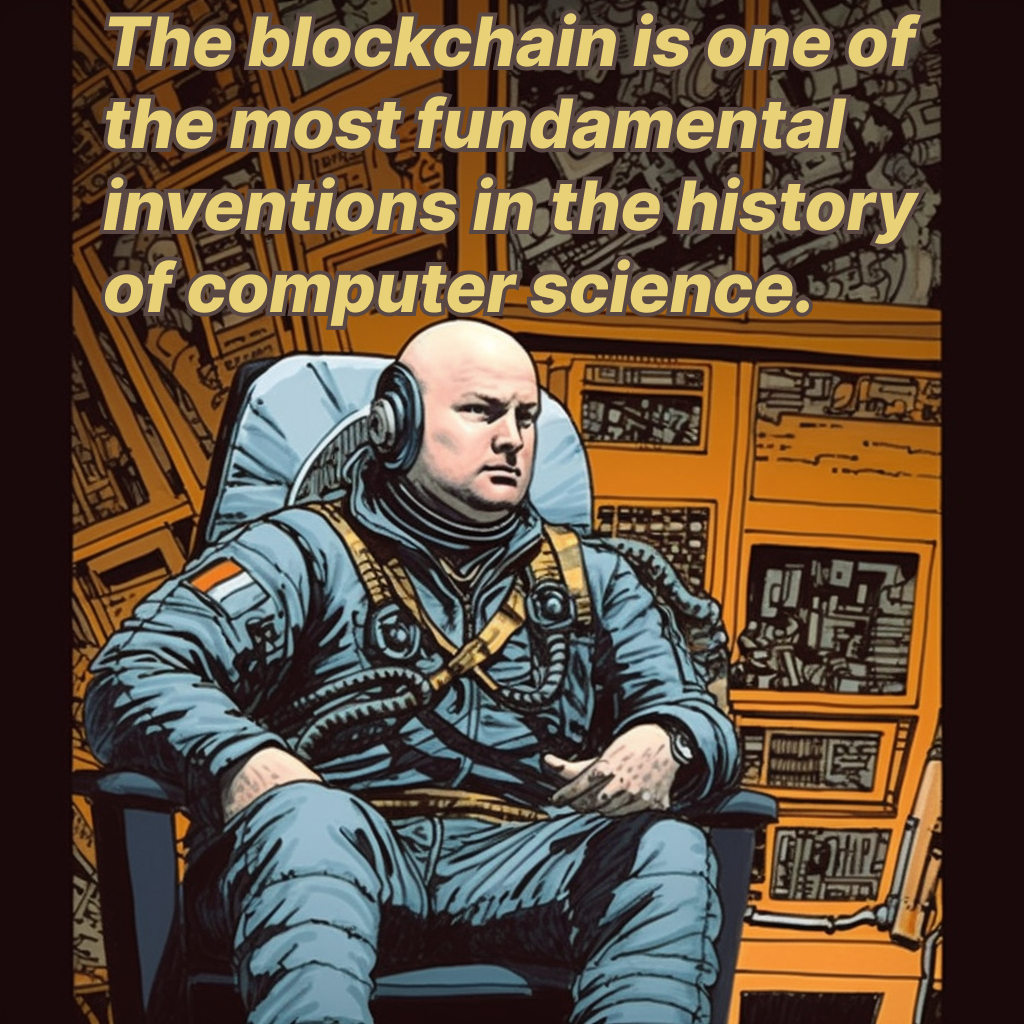 The blockchain is one of
the most fundamental
inventions in the history
of computer science.